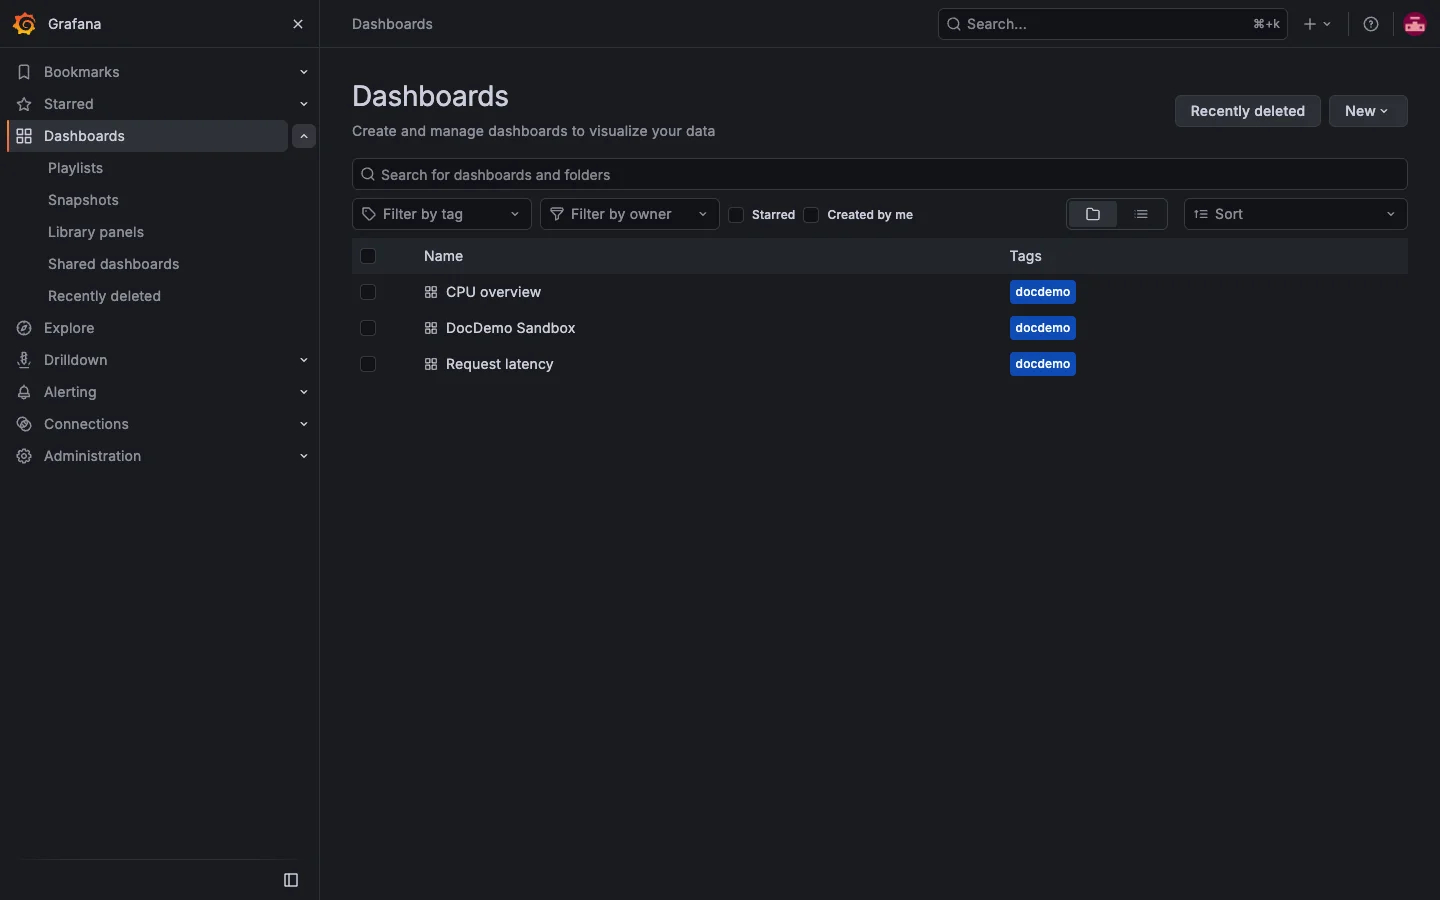 Grafana
Dashboards
Search...
⌘+k
Bookmarks
Starred
Dashboards
Playlists
Snapshots
Library panels
Shared dashboards
Recently deleted
Explore
Drilldown
Alerting
Connections
Administration
Dashboards
Create and manage dashboards to visualize your data
Recently deleted
New
Search for dashboards and folders
Filter by tag
Filter by owner
Starred
Created by me
Sort
Name Tags
CPU overview docdemo
DocDemo Sandbox docdemo
Request latency docdemo